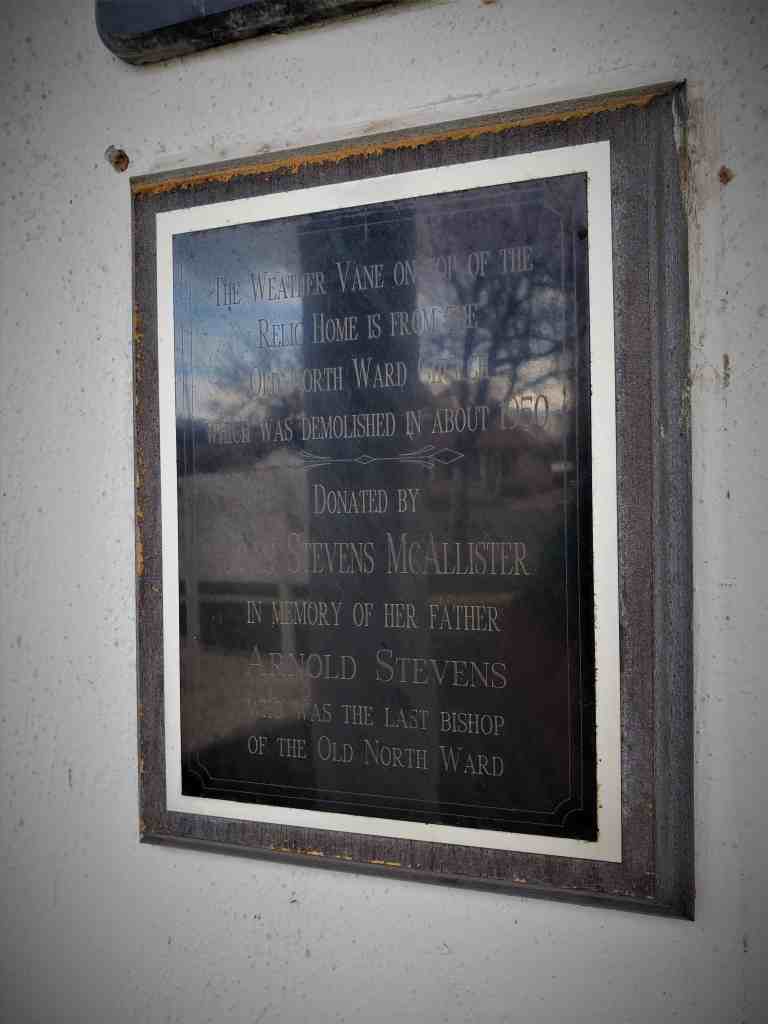 The Weather Vane on top of the
Relic Home is from the
Old North Ward Church
which was demolished in about 1950
Donated by
Stevens McAllister
in memory of her father
Arnold Stevens
who was the last bishop
of the Old North Ward